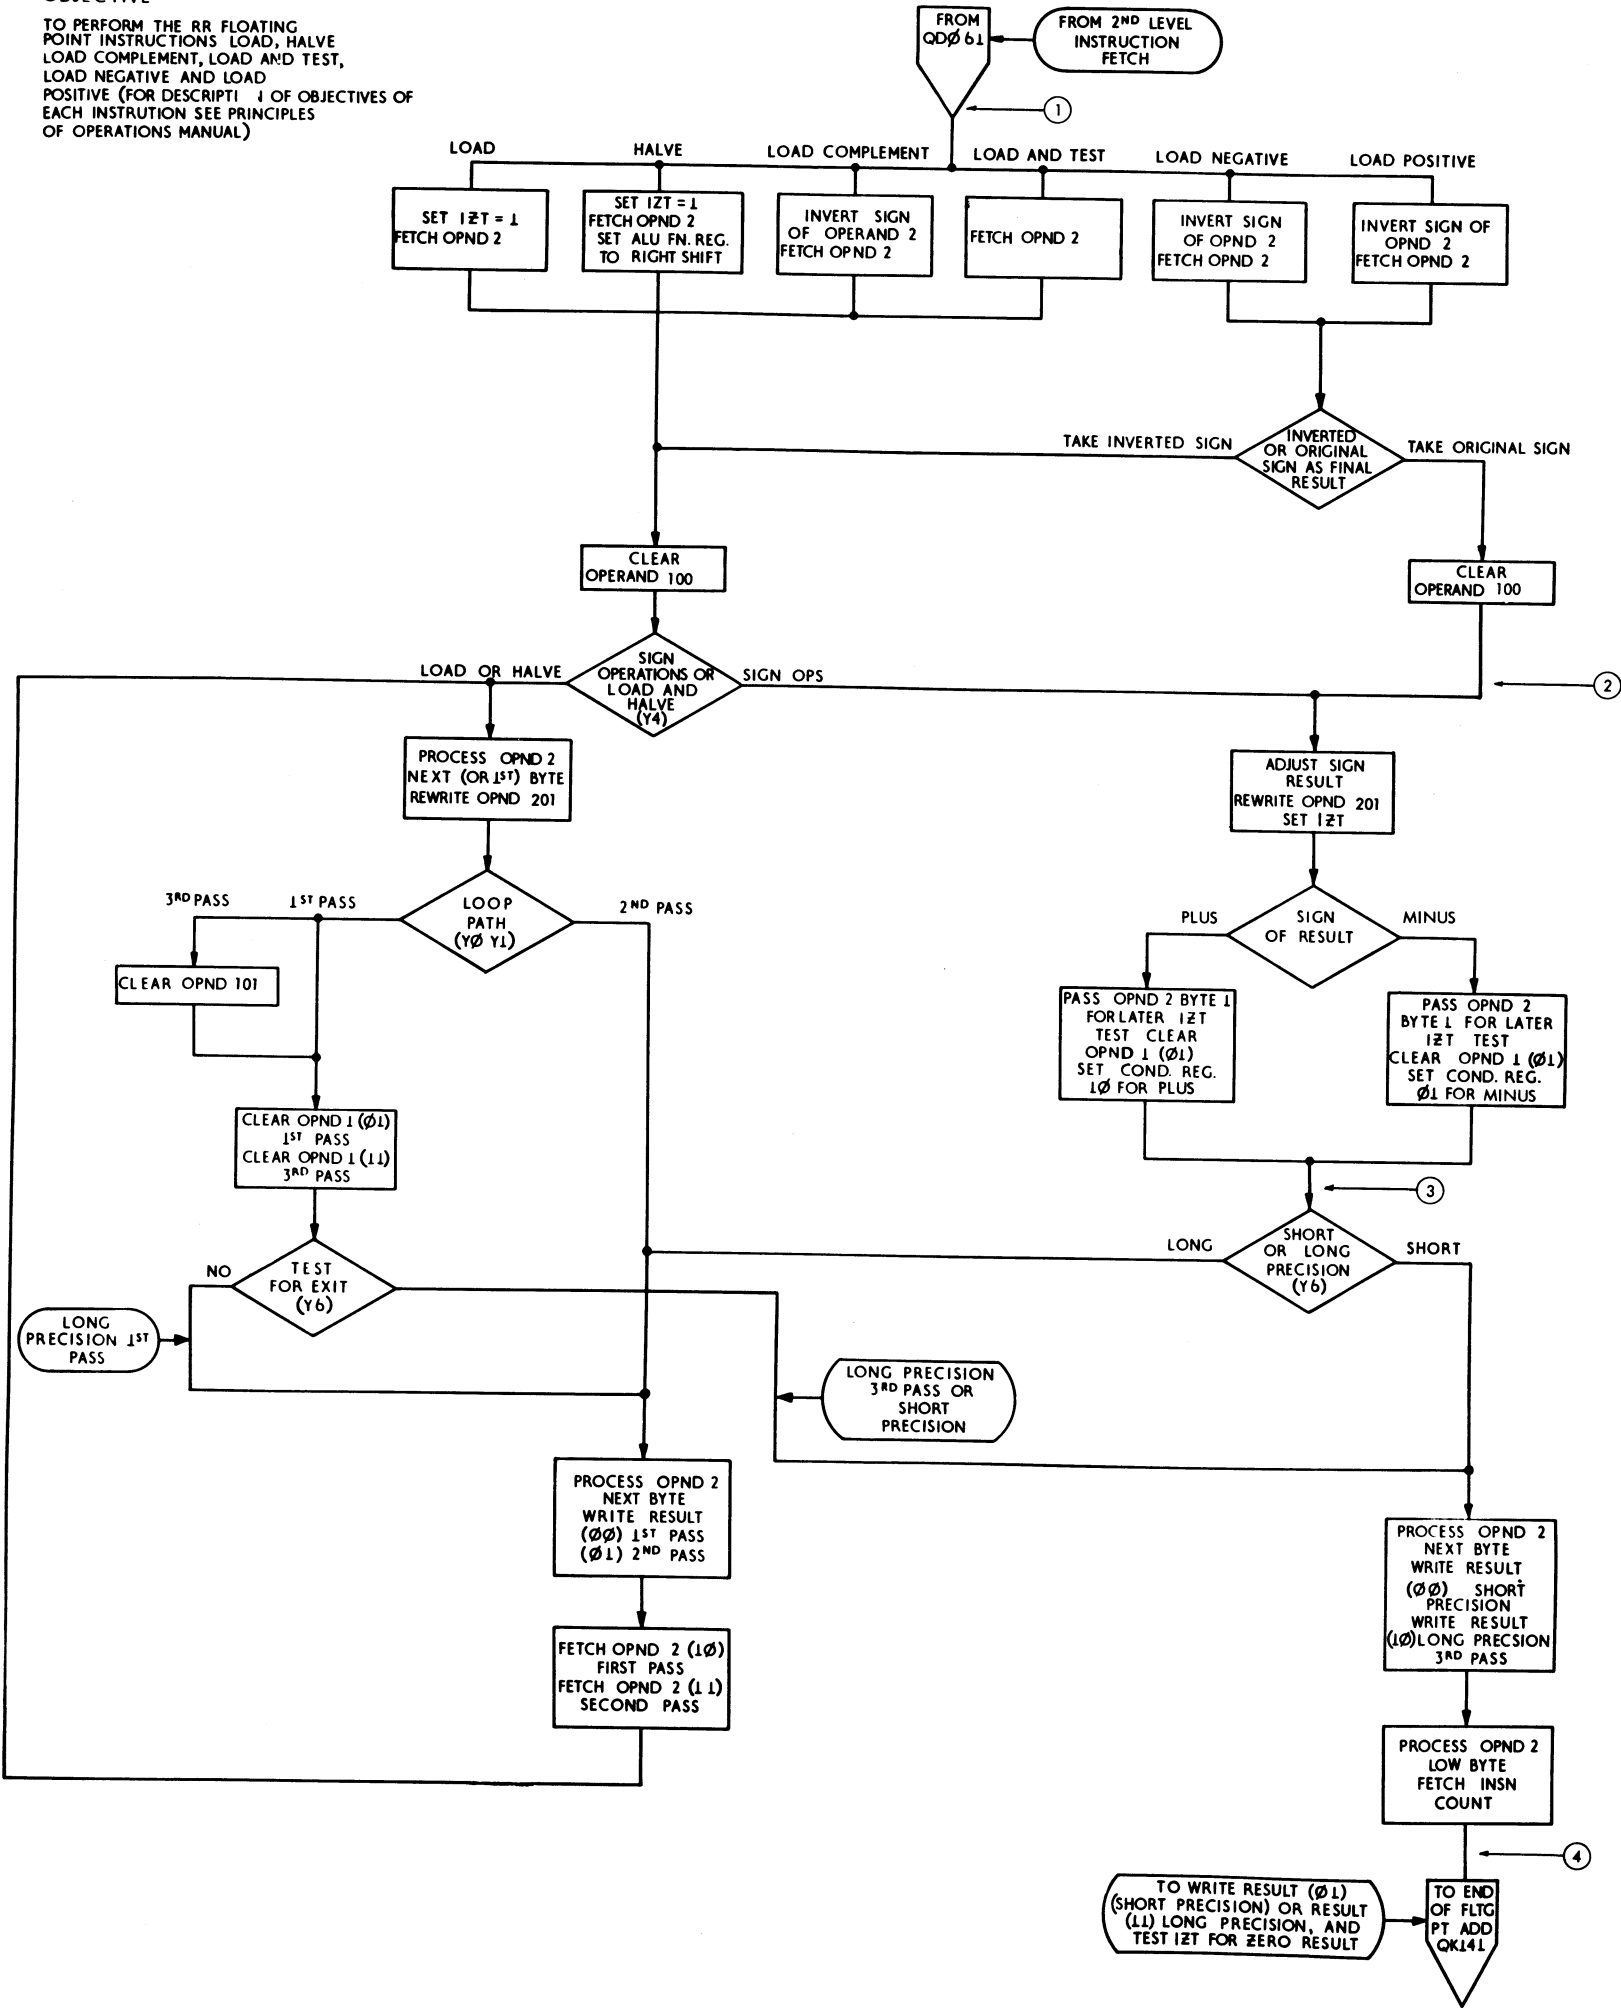 OBJECTIVE
TO PERFORM THE RR FLOATING
POINT INSTRUCTIONS LOAD, HALVE
LOAD COMPLEMENT, LOAD AND TEST,
LOAD NEGATIVE AND LOAD
POSITIVE (FOR DESCRIPTI OF OBJECTIVES OF
EACH INSTRUTION SEE PRINCIPLES
OF OPERATIONS MANUAL)
FROM
QDØ61
FROM 2ND LEVEL
INSTRUCTION
FETCH
1
LOAD
HALVE
LOAD COMPLEMENT
LOAD AND TEST
LOAD NEGATIVE
LOAD POSITIVE
SET IZT = 1
FETCH OPND 2
SET IZT = 1
FETCH OPND 2
SET ALU FN. REG.
TO RIGHT SHIFT
INVERT SIGN
OF OPERAND 2
FETCH OPND 2
FETCH OPND 2
INVERT SIGN
OF OPND 2
FETCH OPND 2
INVERT SIGN OF
OPND 2
FETCH OPND 2
TAKE INVERTED SIGN
INVERTED
OR ORIGINAL
SIGN AS FINAL
RESULT
TAKE ORIGINAL SIGN
CLEAR
OPERAND 100
CLEAR
OPERAND 100
LOAD OR HALVE
SIGN
OPERATIONS OR
LOAD AND
HALVE
(Y4)
SIGN OPS
2
PROCESS OPND 2
NEXT (OR 1ST) BYTE
REWRITE OPND 201
ADJUST SIGN
RESULT
REWRITE OPND 201
SET IZT
3RD PASS
1ST PASS
LOOP
PATH
(YØ Y1)
2ND PASS
PLUS
SIGN
OF RESULT
MINUS
CLEAR OPND 101
PASS OPND 2 BYTE 1
FOR LATER IZT
TEST CLEAR
OPND 1 (Ø1)
SET COND. REG.
1Ø FOR PLUS
PASS OPND 2
BYTE 1 FOR LATER
IZT TEST
CLEAR OPND 1 (Ø1)
SET COND. REG.
Ø1 FOR MINUS
CLEAR OPND 1 (Ø1)
1ST PASS
CLEAR OPND 1 (11)
3RD PASS
3
NO
TEST
FOR EXIT
(Y6)
LONG
SHORT
OR LONG
PRECISION
(Y6)
SHORT
LONG
PRECISION 1ST
PASS
LONG PRECISION
3RD PASS OR
SHORT
PRECISION
PROCESS OPND 2
NEXT BYTE
WRITE RESULT
(ØØ) 1ST PASS
(Ø1) 2ND PASS
PROCESS OPND 2
NEXT BYTE
WRITE RESULT
(ØØ) SHORT
PRECISION
WRITE RESULT
(1Ø)LONG PRECSION
3RD PASS
FETCH OPND 2 (1Ø)
FIRST PASS
FETCH OPND 2 (11)
SECOND PASS
PROCESS OPND 2
LOW BYTE
FETCH INSN
COUNT
4
TO WRITE RESULT (Ø1)
(SHORT PRECISION) OR RESULT
(11) LONG PRECISION, AND
TEST IZT FOR ZERO RESULT
TO END
OF FLTG
PT ADD
QK141